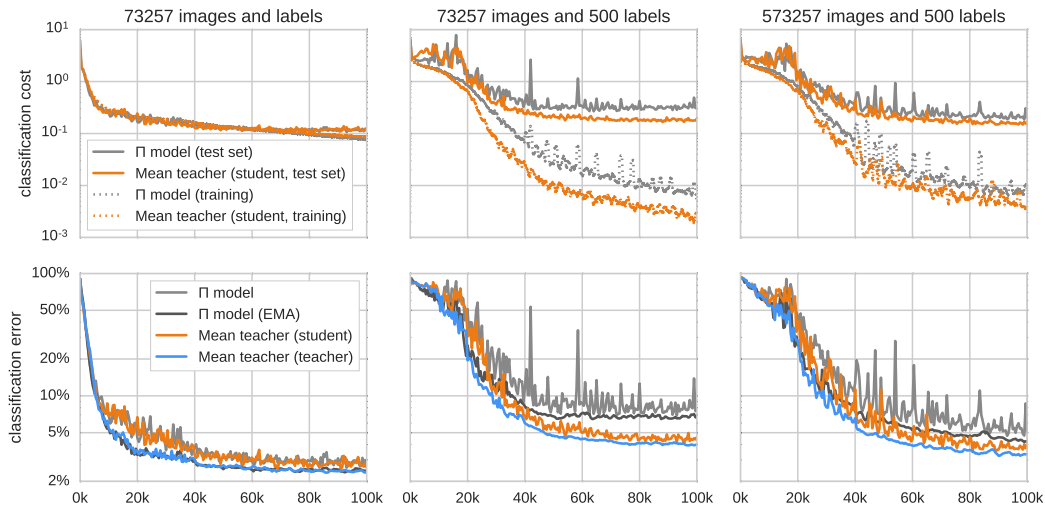 73257 images and labels
73257 images and 500 labels
573257 images and 500 labels
classification cost
10¹
10⁰
10⁻¹
10⁻²
10⁻³
Π model (test set)
Mean teacher (student, test set)
Π model (training)
Mean teacher (student, training)
classification error
100%
50%
20%
10%
5%
2%
Π model
Π model (EMA)
Mean teacher (student)
Mean teacher (teacher)
0k 20k 40k 60k 80k 100k
0k 20k 40k 60k 80k 100k
0k 20k 40k 60k 80k 100k